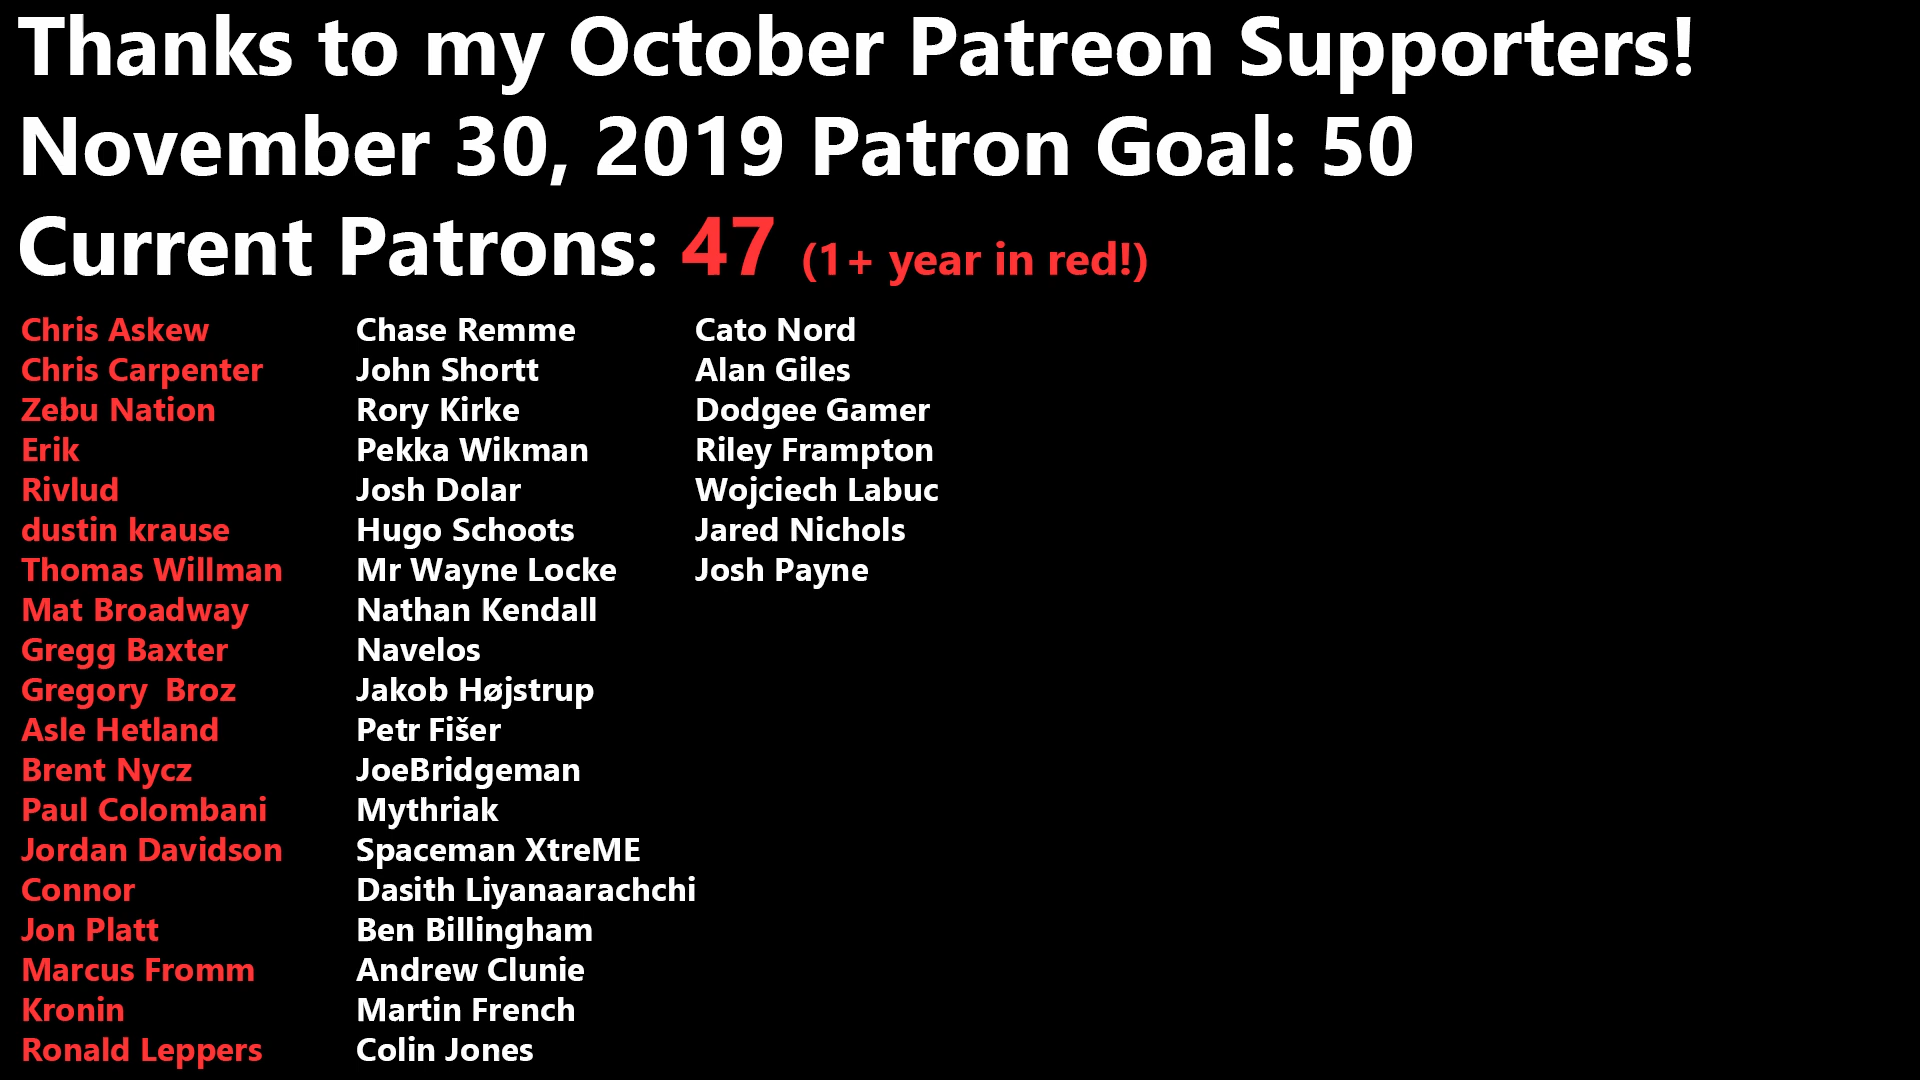 Thanks to my October Patreon Supporters!
November 30, 2019 Patron Goal: 50
Current Patrons: 47 (1+ year in red!)
Chris Askew
Chris Carpenter
Zebu Nation
Erik
Rivlud
dustin krause
Thomas Willman
Mat Broadway
Gregg Baxter
Gregory  Broz
Asle Hetland
Brent Nycz
Paul Colombani
Jordan Davidson
Connor
Jon Platt
Marcus Fromm
Kronin
Ronald Leppers
Chase Remme
John Shortt
Rory Kirke
Pekka Wikman
Josh Dolar
Hugo Schoots
Mr Wayne Locke
Nathan Kendall
Navelos
Jakob Højstrup
Petr Fišer
JoeBridgeman
Mythriak
Spaceman XtreME
Dasith Liyanaarachchi
Ben Billingham
Andrew Clunie
Martin French
Colin Jones
Cato Nord
Alan Giles
Dodgee Gamer
Riley Frampton
Wojciech Labuc
Jared Nichols
Josh Payne